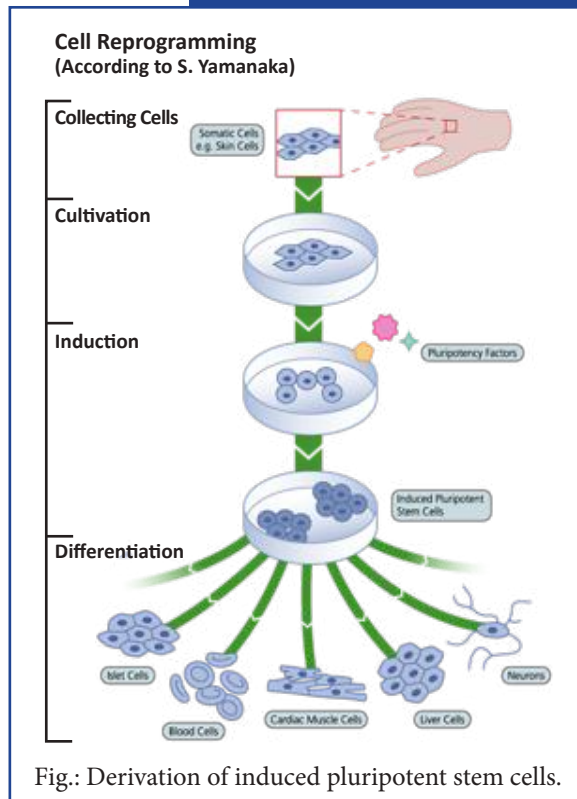 Cell Reprogramming
(According to S. Yamanaka)
Collecting Cells
Somatic Cells
e.g. Skin Cells
Cultivation
Induction
Pluripotency Factors
Induced Pluripotent
Stem Cells
Differentiation
Islet Cells
Blood Cells
Cardiac Muscle Cells
Liver Cells
Neurons
Fig.: Derivation of induced pluripotent stem cells.